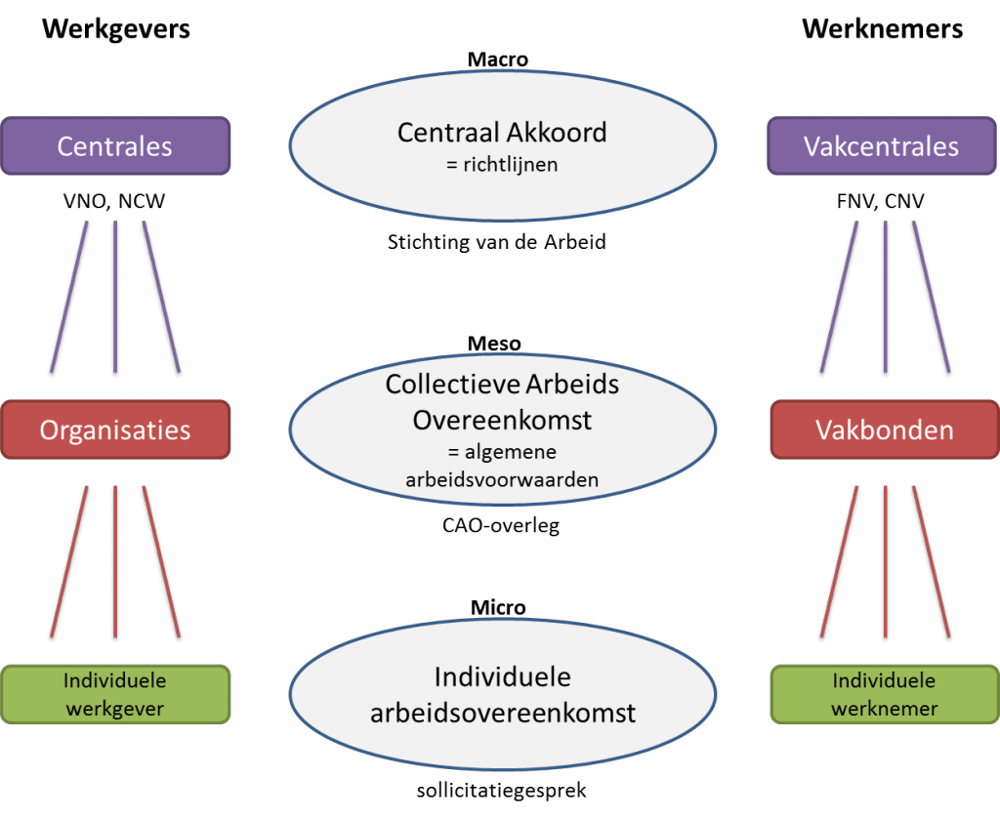 Werkgevers
Werknemers
Macro
Centrales
Centraal Akkoord
= richtlijnen
Vakcentrales
VNO, NCW
FNV, CNV
Stichting van de Arbeid
Meso
Organisaties
Collectieve Arbeids
Overeenkomst
= algemene
arbeidsvoorwaarden
Vakbonden
CAO-overleg
Micro
Individuele
werkgever
Individuele
arbeidsovereenkomst
Individuele
werknemer
sollicitatiegesprek